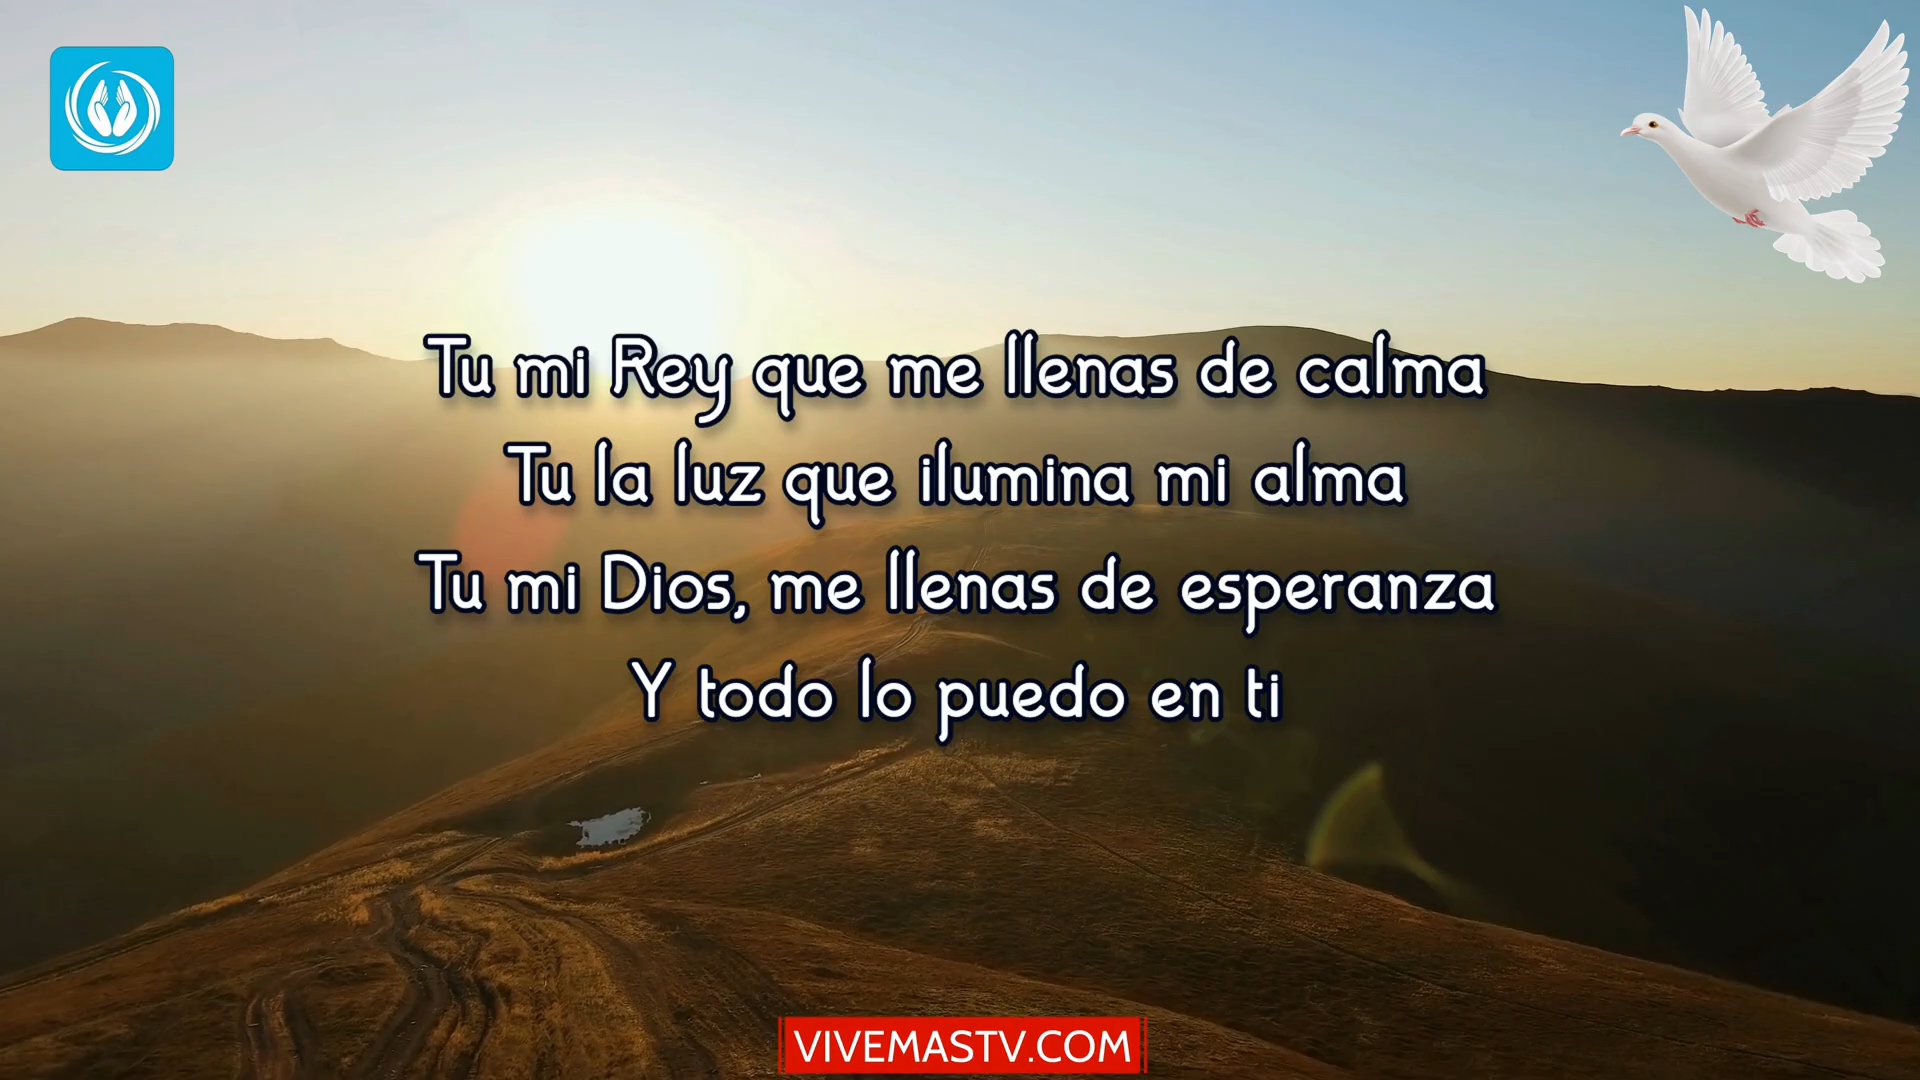 Tu mi Rey que me llenas de calma
Tu la luz que ilumina mi alma
Tu mi Dios, me llenas de esperanza
Y todo lo puedo en ti
VIVEMASTV.COM